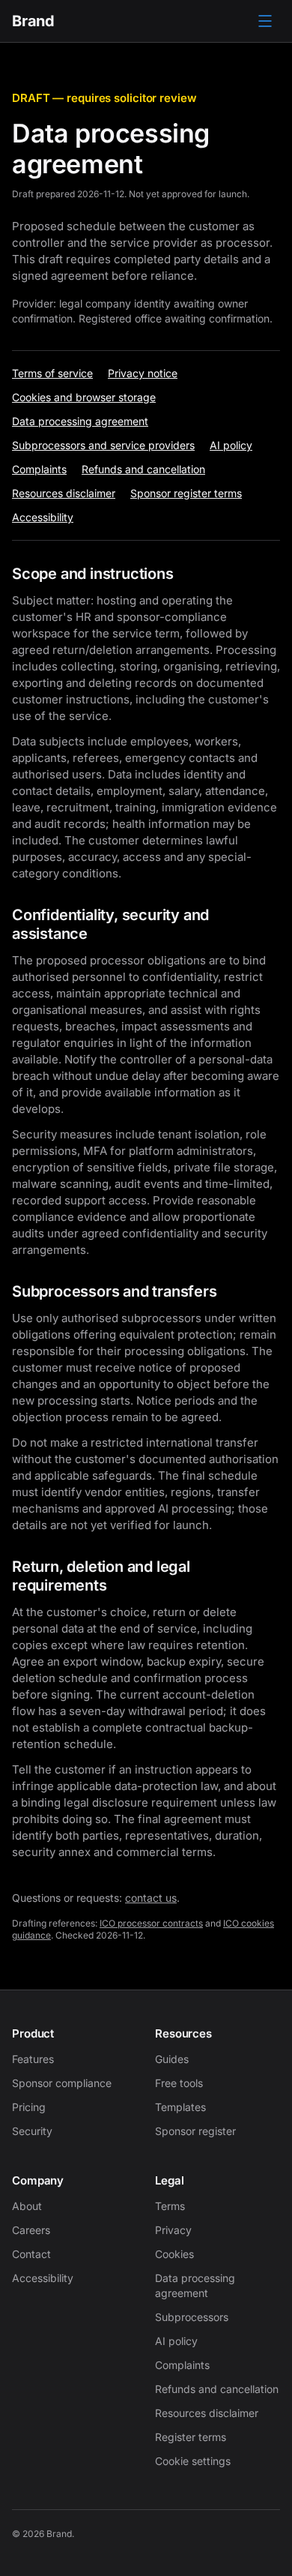 Brand
DRAFT — requires solicitor review
Data processing
agreement
Draft prepared 2026-11-12. Not yet approved for launch.
Proposed schedule between the customer as
controller and the service provider as processor.
This draft requires completed party details and a
signed agreement before reliance.
Provider: legal company identity awaiting owner
confirmation. Registered office awaiting confirmation.
Terms of service Privacy notice
Cookies and browser storage
Data processing agreement
Subprocessors and service providers AI policy
Complaints Refunds and cancellation
Resources disclaimer Sponsor register terms
Accessibility
Scope and instructions
Subject matter: hosting and operating the
customer's HR and sponsor-compliance
workspace for the service term, followed by
agreed return/deletion arrangements. Processing
includes collecting, storing, organising, retrieving,
exporting and deleting records on documented
customer instructions, including the customer's
use of the service.
Data subjects include employees, workers,
applicants, referees, emergency contacts and
authorised users. Data includes identity and
contact details, employment, salary, attendance,
leave, recruitment, training, immigration evidence
and audit records; health information may be
included. The customer determines lawful
purposes, accuracy, access and any special-
category conditions.
Confidentiality, security and
assistance
The proposed processor obligations are to bind
authorised personnel to confidentiality, restrict
access, maintain appropriate technical and
organisational measures, and assist with rights
requests, breaches, impact assessments and
regulator enquiries in light of the information
available. Notify the controller of a personal-data
breach without undue delay after becoming aware
of it, and provide available information as it
develops.
Security measures include tenant isolation, role
permissions, MFA for platform administrators,
encryption of sensitive fields, private file storage,
malware scanning, audit events and time-limited,
recorded support access. Provide reasonable
compliance evidence and allow proportionate
audits under agreed confidentiality and security
arrangements.
Subprocessors and transfers
Use only authorised subprocessors under written
obligations offering equivalent protection; remain
responsible for their processing obligations. The
customer must receive notice of proposed
changes and an opportunity to object before the
new processing starts. Notice periods and the
objection process remain to be agreed.
Do not make a restricted international transfer
without the customer's documented authorisation
and applicable safeguards. The final schedule
must identify vendor entities, regions, transfer
mechanisms and approved AI processing; those
details are not yet verified for launch.
Return, deletion and legal
requirements
At the customer's choice, return or delete
personal data at the end of service, including
copies except where law requires retention.
Agree an export window, backup expiry, secure
deletion schedule and confirmation process
before signing. The current account-deletion
flow has a seven-day withdrawal period; it does
not establish a complete contractual backup-
retention schedule.
Tell the customer if an instruction appears to
infringe applicable data-protection law, and about
a binding legal disclosure requirement unless law
prohibits doing so. The final agreement must
identify both parties, representatives, duration,
security annex and commercial terms.
Questions or requests: contact us.
Drafting references: ICO processor contracts and ICO cookies
guidance. Checked 2026-11-12.
Product
Features
Sponsor compliance
Pricing
Security
Resources
Guides
Free tools
Templates
Sponsor register
Company
About
Careers
Contact
Accessibility
Legal
Terms
Privacy
Cookies
Data processing
agreement
Subprocessors
AI policy
Complaints
Refunds and cancellation
Resources disclaimer
Register terms
Cookie settings
© 2026 Brand.